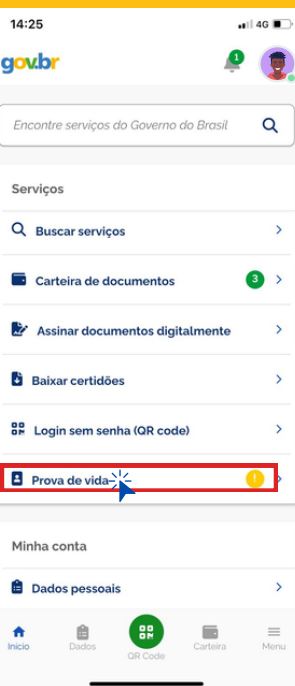 14:25
4G
gov.br
1
Encontre serviços do Governo do Brasil
Serviços
Buscar serviços
Carteira de documentos
3
Assinar documentos digitalmente
Baixar certidões
Login sem senha (QR code)
Prova de vida
!
Minha conta
Dados pessoais
Início
Dados
QR Code
Carteira
Menu